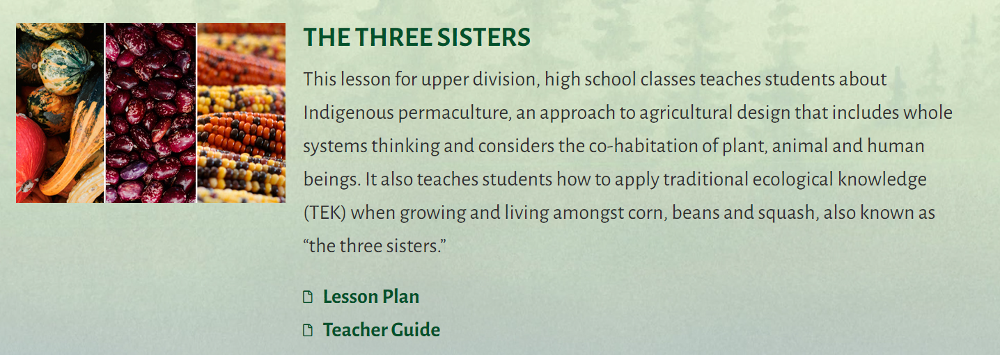 THE THREE SISTERS
This lesson for upper division, high school classes teaches students about
Indigenous permaculture, an approach to agricultural design that includes whole
systems thinking and considers the co-habitation of plant, animal and human
beings. It also teaches students how to apply traditional ecological knowledge
(TEK) when growing and living amongst corn, beans and squash, also known as
“the three sisters.”
Lesson Plan
Teacher Guide